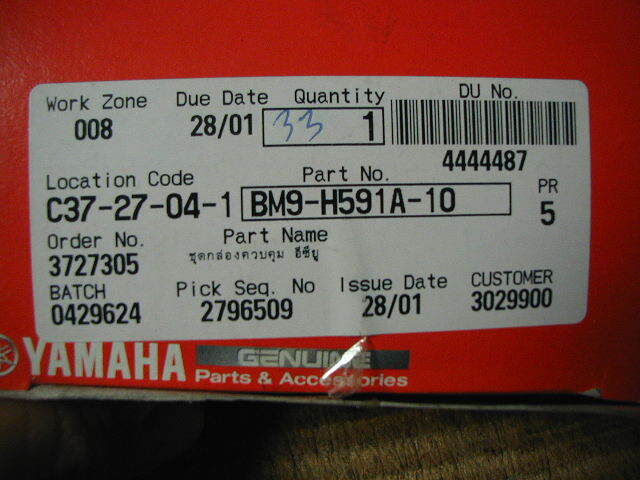 Work Zone Due Date Quantity DU No.
008 28/01 33 1
4444487
Location Code Part No. PR
C37-27-04-1 BM9-H591A-10 5
Order No. Part Name
3727305 ชุดกล่องควบคุม อีซียู
BATCH Pick Seq. No Issue Date CUSTOMER
0429624 2796509 28/01 3029900
YAMAHA GENUINE
Parts & Accessories